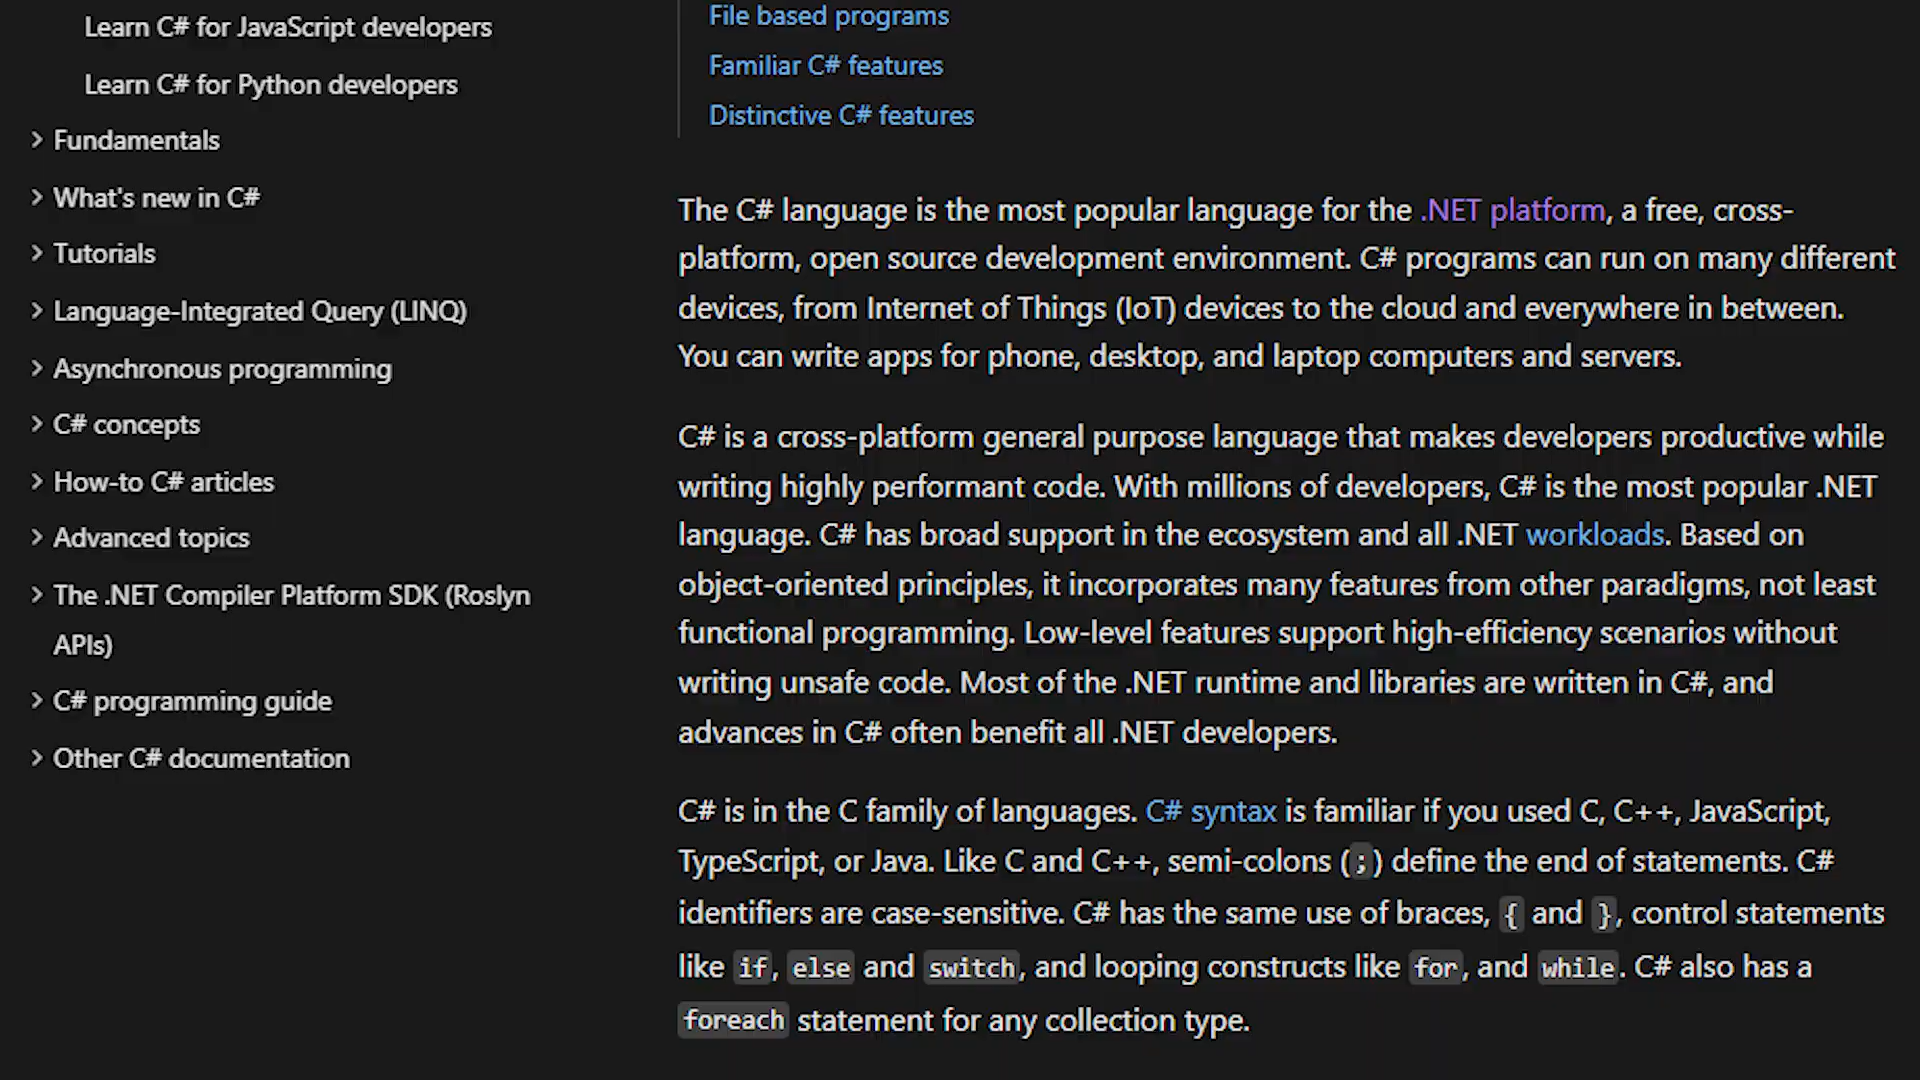 Learn C# for JavaScript developers
Learn C# for Python developers
Fundamentals
What's new in C#
Tutorials
Language-Integrated Query (LINQ)
Asynchronous programming
C# concepts
How-to C# articles
Advanced topics
The .NET Compiler Platform SDK (Roslyn
APIs)
C# programming guide
Other C# documentation
File based programs
Familiar C# features
Distinctive C# features
The C# language is the most popular language for the .NET platform, a free, cross-
platform, open source development environment. C# programs can run on many different
devices, from Internet of Things (IoT) devices to the cloud and everywhere in between.
You can write apps for phone, desktop, and laptop computers and servers.
C# is a cross-platform general purpose language that makes developers productive while
writing highly performant code. With millions of developers, C# is the most popular .NET
language. C# has broad support in the ecosystem and all .NET workloads. Based on
object-oriented principles, it incorporates many features from other paradigms, not least
functional programming. Low-level features support high-efficiency scenarios without
writing unsafe code. Most of the .NET runtime and libraries are written in C#, and
advances in C# often benefit all .NET developers.
C# is in the C family of languages. C# syntax is familiar if you used C, C++, JavaScript,
TypeScript, or Java. Like C and C++, semi-colons (;) define the end of statements. C#
identifiers are case-sensitive. C# has the same use of braces, { and }, control statements
like if, else and switch, and looping constructs like for, and while. C# also has a
foreach statement for any collection type.